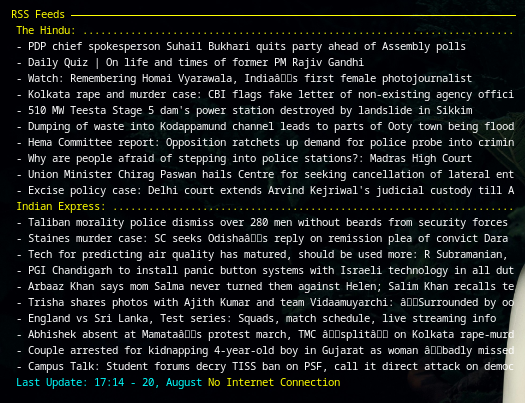 RSS Feeds
The Hindu: ........................................................................
- PDP chief spokesperson Suhail Bukhari quits party ahead of Assembly polls
- Daily Quiz | On life and times of former PM Rajiv Gandhi
- Watch: Remembering Homai Vyarawala, Indiaâ□□s first female photojournalist
- Kolkata rape and murder case: CBI flags fake letter of non-existing agency offici
- 510 MW Teesta Stage 5 dam's power station destroyed by landslide in Sikkim
- Dumping of waste into Kodappamund channel leads to parts of Ooty town being flood
- Hema Committee report: Opposition ratchets up demand for police probe into crimin
- Why are people afraid of stepping into police stations?: Madras High Court
- Union Minister Chirag Paswan hails Centre for seeking cancellation of lateral ent
- Excise policy case: Delhi court extends Arvind Kejriwal's judicial custody till A
Indian Express: ...................................................................
- Taliban morality police dismiss over 280 men without beards from security forces
- Staines murder case: SC seeks Odishaâ□□s reply on remission plea of convict Dara
- Tech for predicting air quality has matured, should be used more: R Subramanian,
- PGI Chandigarh to install panic button systems with Israeli technology in all dut
- Arbaaz Khan says mom Salma never turned them against Helen; Salim Khan recalls te
- Trisha shares photos with Ajith Kumar and team Vidaamuyarchi: â□□Surrounded by oo
- England vs Sri Lanka, Test series: Squads, match schedule, live streaming info
- Abhishek absent at Mamataâ□□s protest march, TMC â□□splitâ□□ on Kolkata rape-murd
- Couple arrested for kidnapping 4-year-old boy in Gujarat as woman â□□badly missed
- Campus Talk: Student forums decry TISS ban on PSF, call it direct attack on democ
Last Update: 17:14 - 20, August No Internet Connection